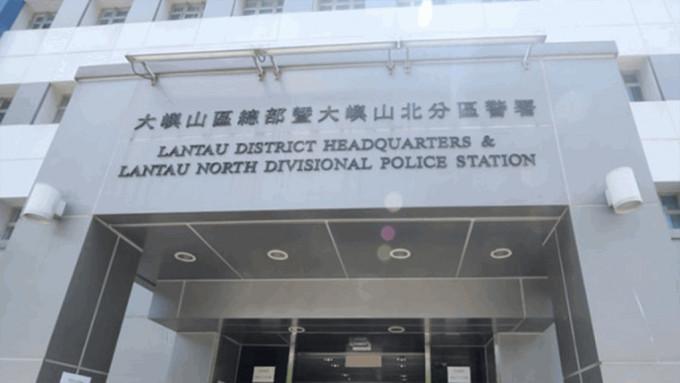 大嶼山區總部暨大嶼山北分區警署
LANTAU DISTRICT HEADQUARTERS &
LANTAU NORTH DIVISIONAL POLICE STATION